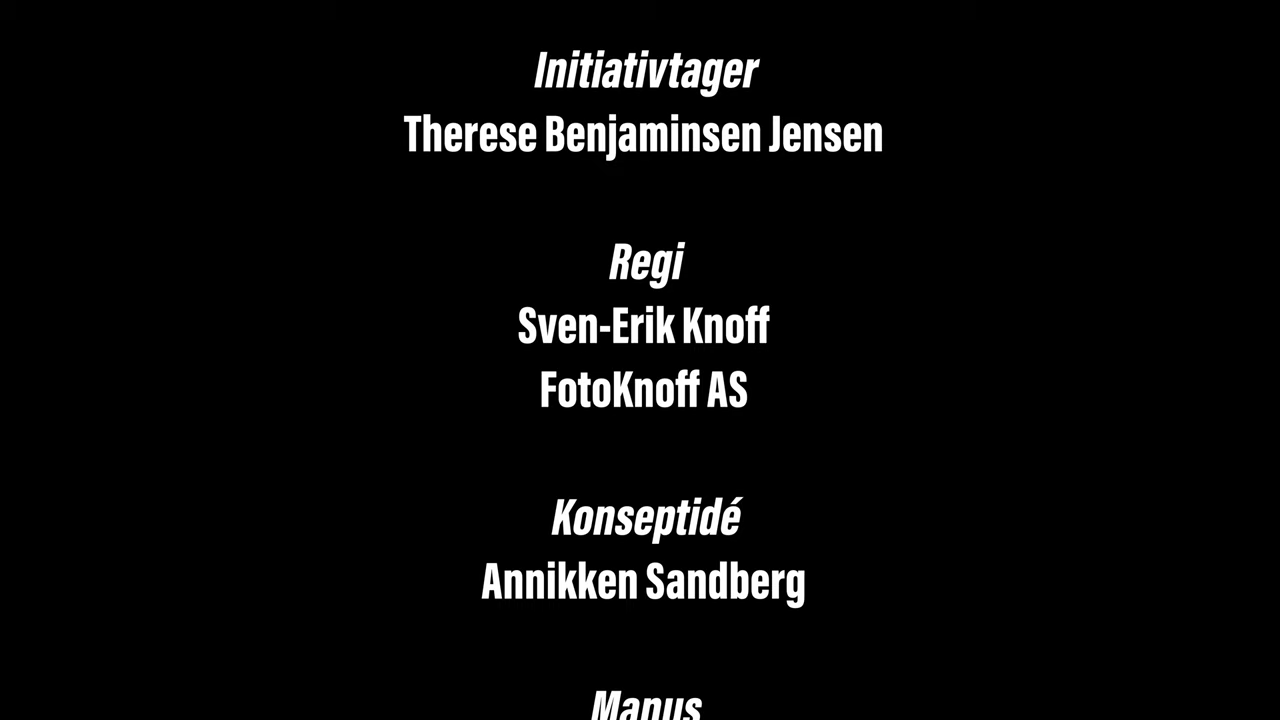 Initiativtager
Therese Benjaminsen Jensen
Regi
Sven-Erik Knoff
FotoKnoff AS
Konseptidé
Annikken Sandberg
Manus